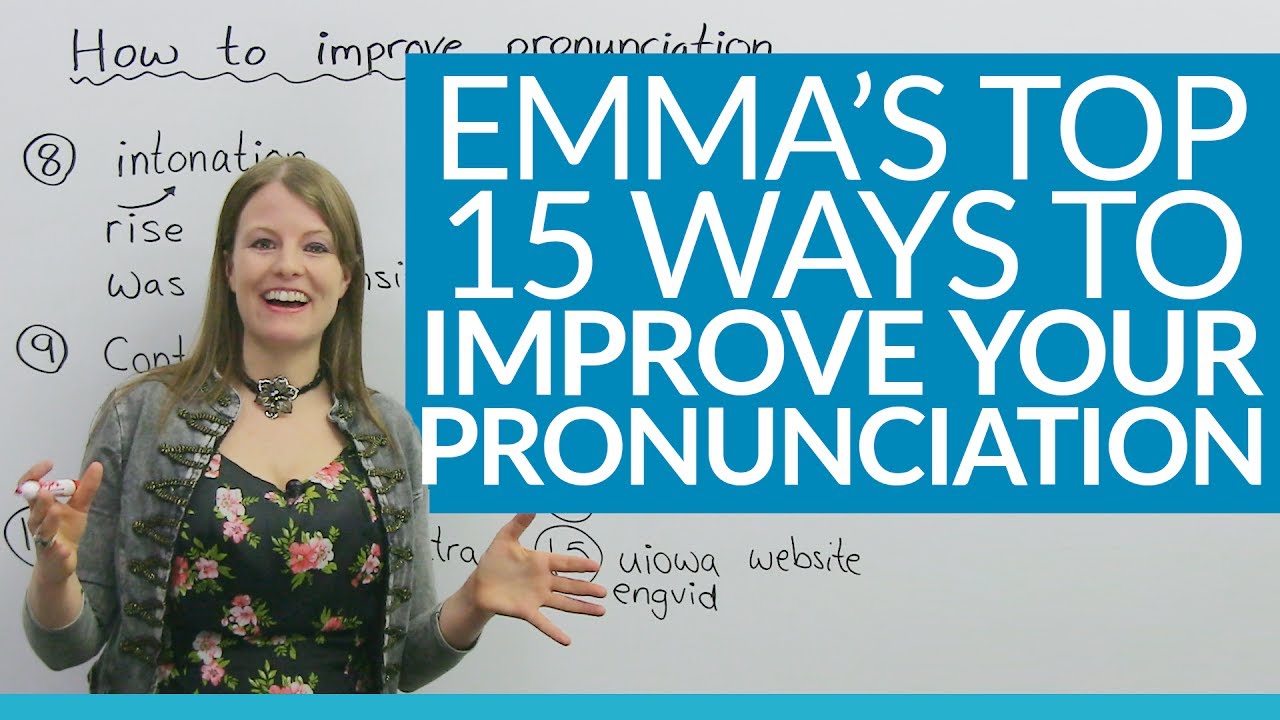 How to improve pronunciation
EMMA'S TOP
15 WAYS TO
IMPROVE YOUR
PRONUNCIATION
8 intonation
rise
was
9
15 uiowa website
engvid